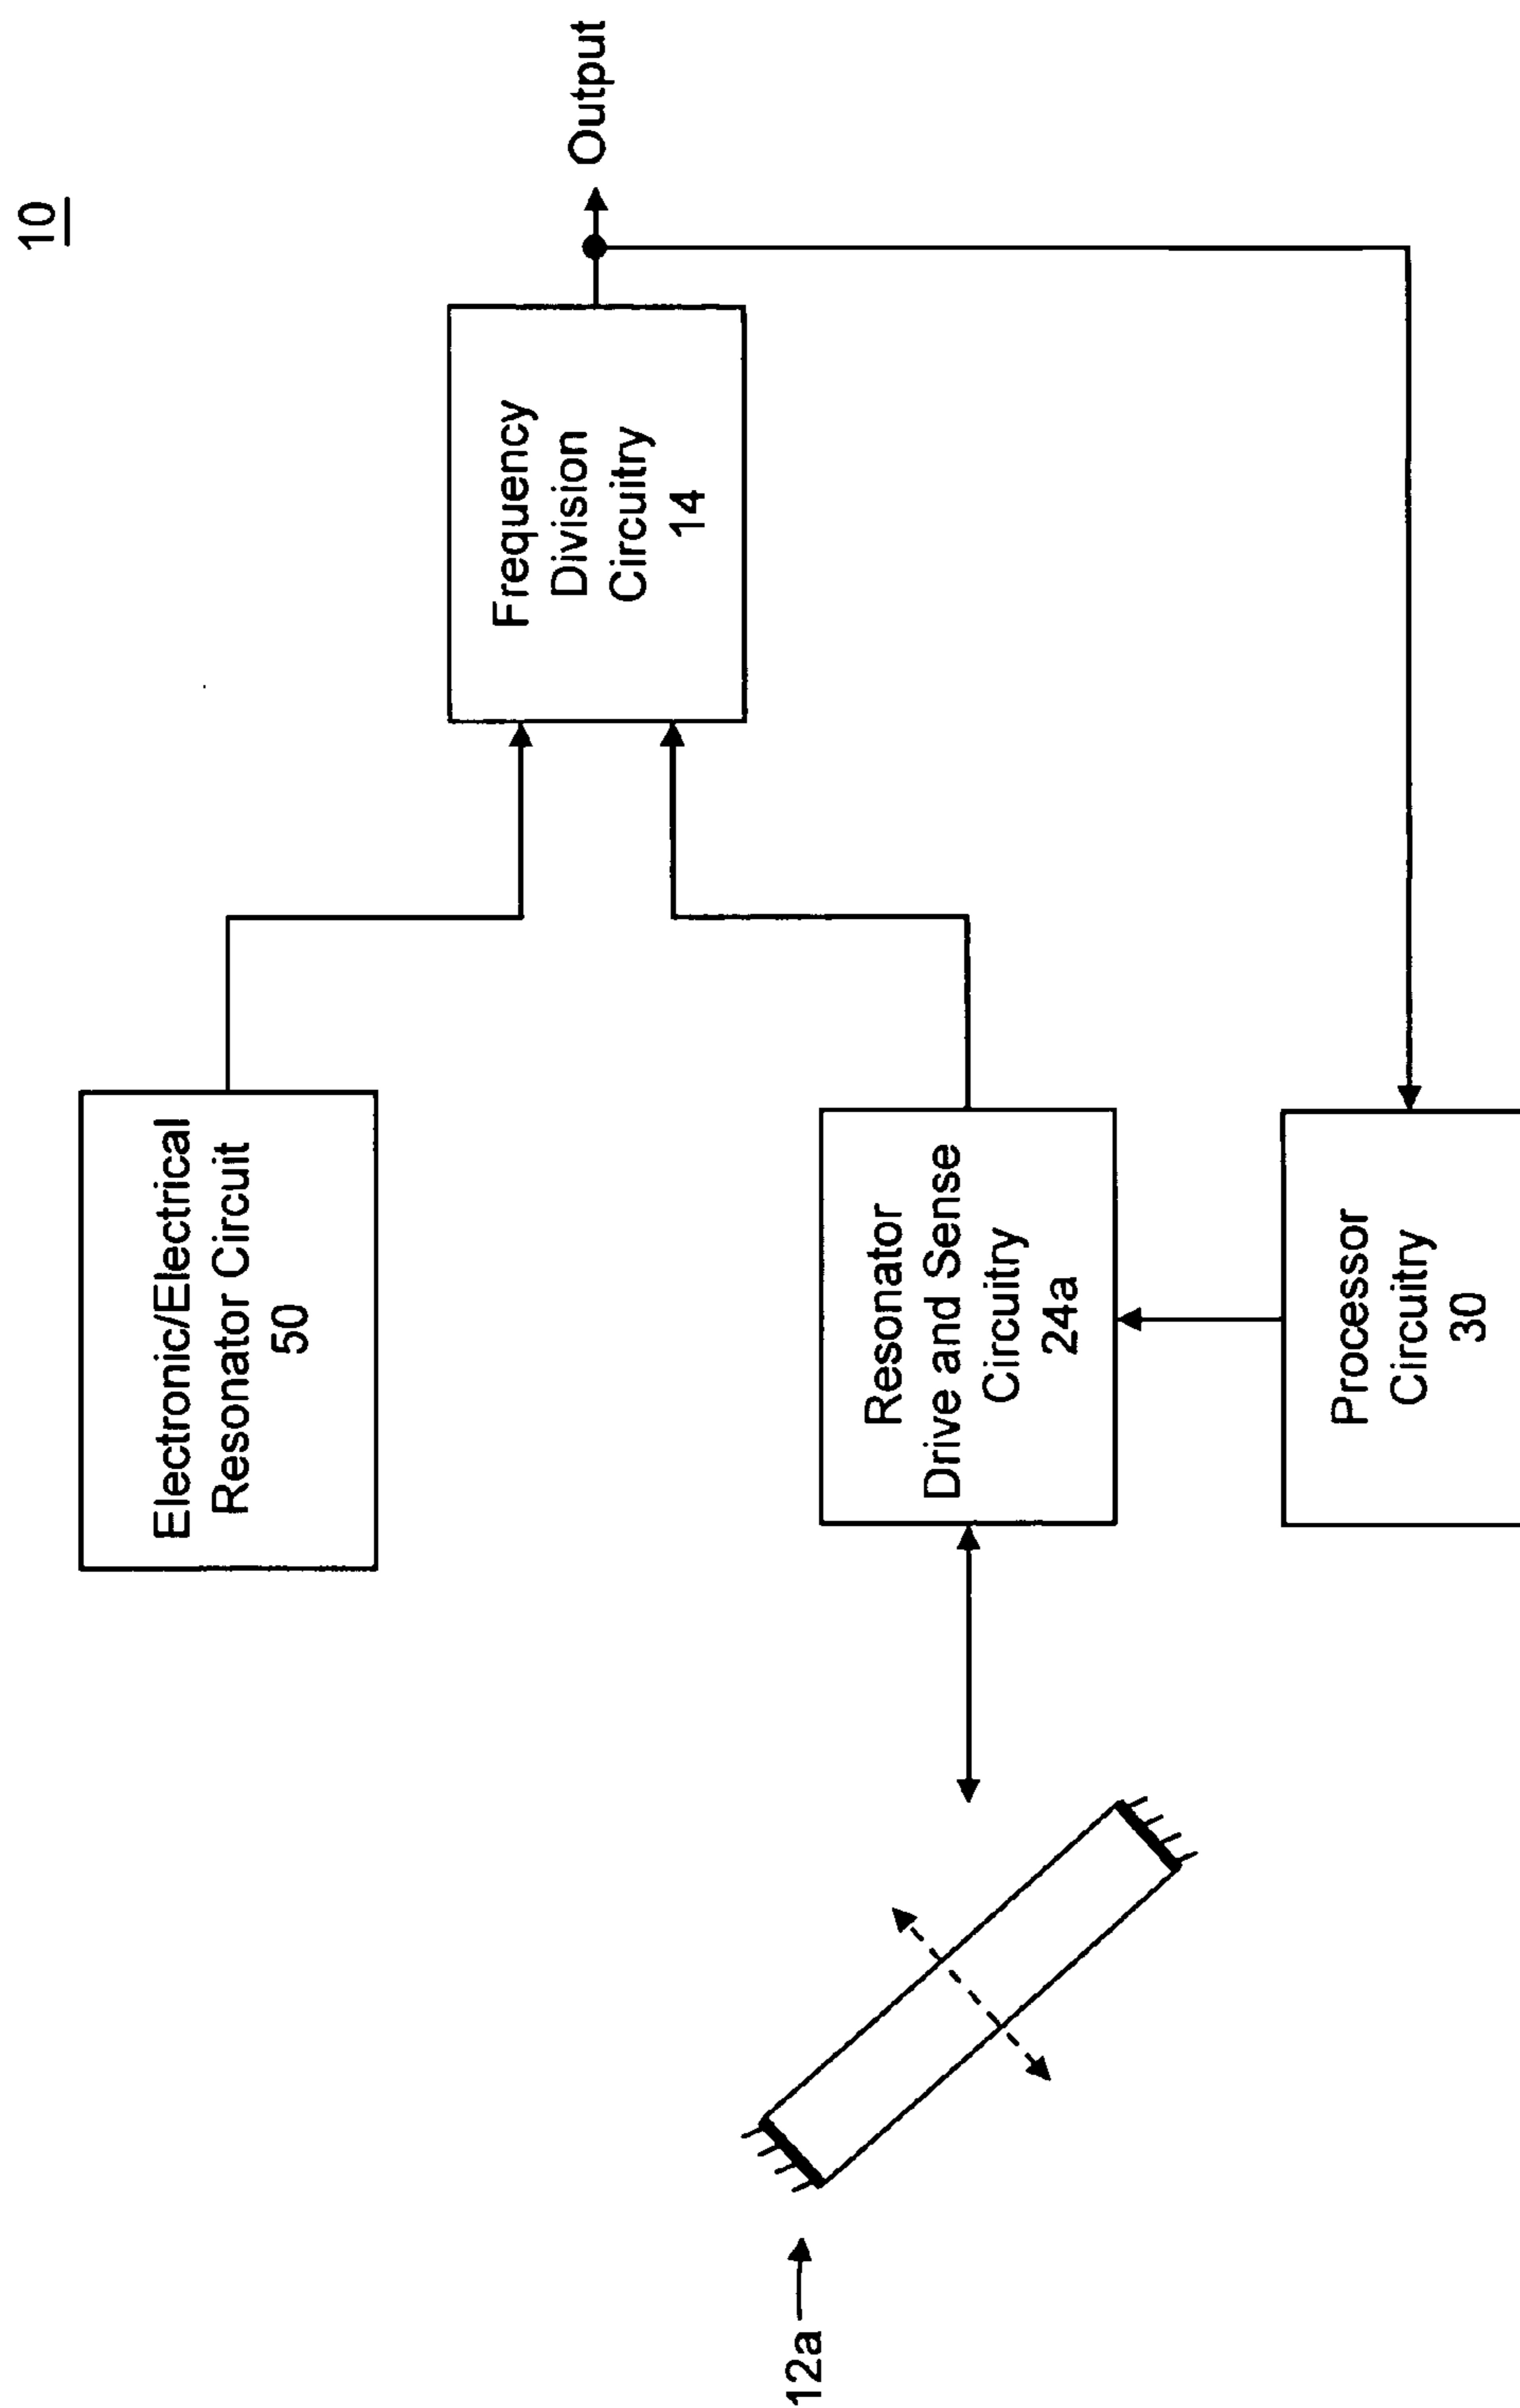 10
Electronic/Electrical
Resonator Circuit
50
Frequency
Division
Circuitry
14
Output
12a
Resonator
Drive and Sense
Circuitry
24a
Processor
Circuitry
30